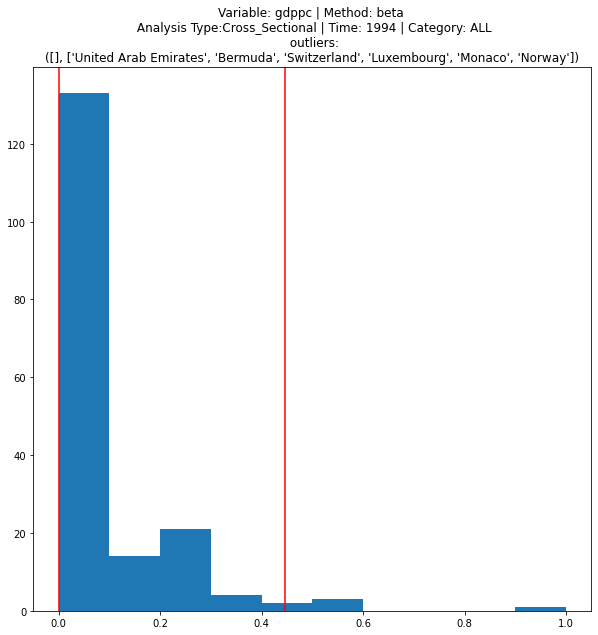 Variable: gdppc | Method: beta
Analysis Type:Cross_Sectional | Time: 1994 | Category: ALL
outliers:
([], ['United Arab Emirates', 'Bermuda', 'Switzerland', 'Luxembourg', 'Monaco', 'Norway'])
120
100
80
60
40
20
0
0.0 0.2 0.4 0.6 0.8 1.0